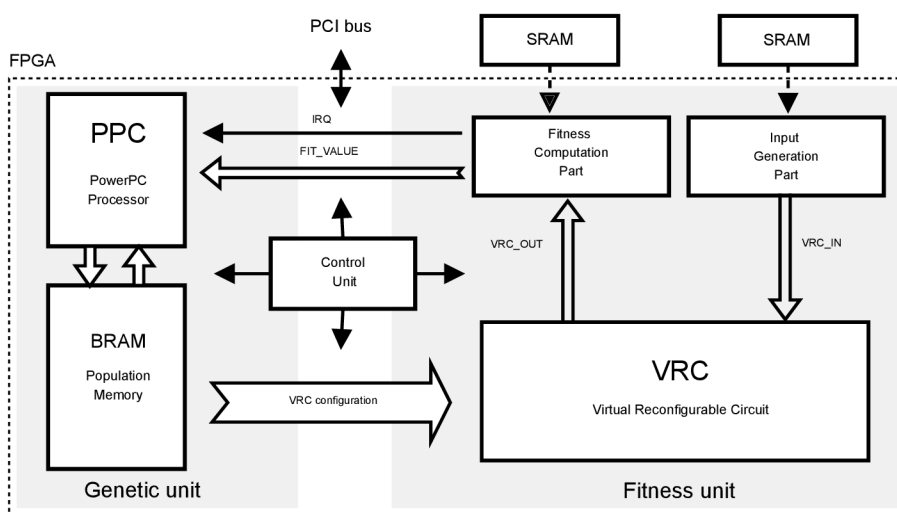 PCI bus
SRAM
SRAM
FPGA
PPC
PowerPC
Processor
IRQ
FIT_VALUE
Fitness
Computation
Part
Input
Generation
Part
VRC_OUT
VRC_IN
Control
Unit
BRAM
Population
Memory
VRC configuration
VRC
Virtual Reconfigurable Circuit
Genetic unit
Fitness unit